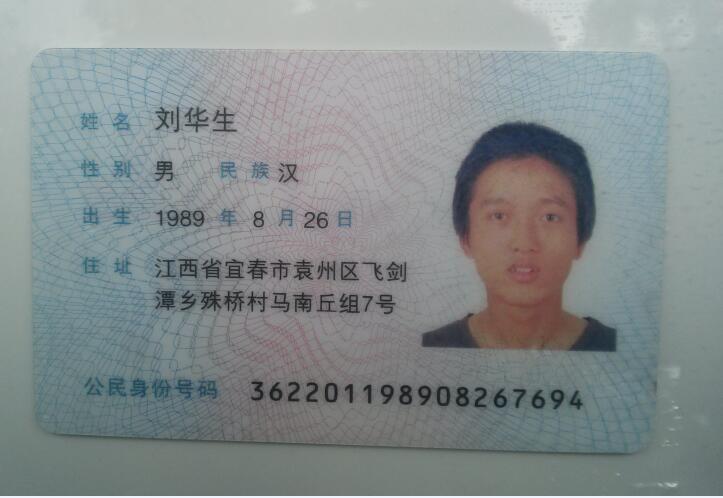 姓名 刘华生
性别 男 民族 汉
出生 1989 年 8 月 26 日
住址 江西省宜春市袁州区飞剑
潭乡殊桥村马南丘组7号
公民身份号码 362201198908267694